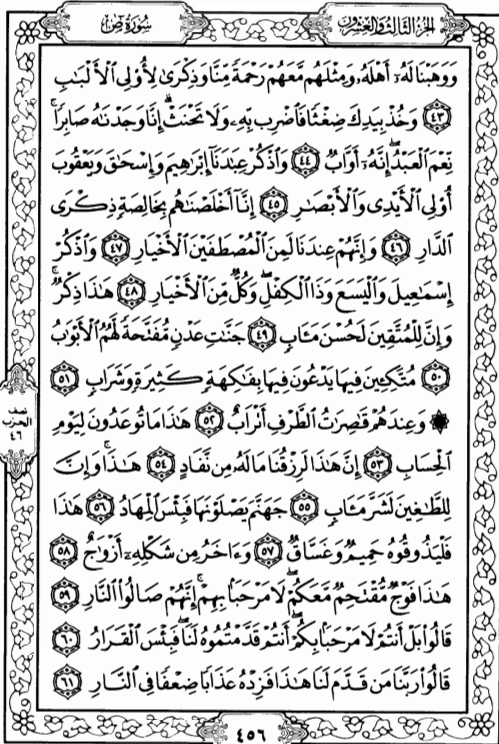 الجزء الثالث والعشرون
سورة ص
ووهبنا له أهله ومثلهم معهم رحمة منا وذكرى لأولي الألباب
﴿٤٣﴾ وخذ بيدك ضغثا فاضرب به ولا تحنث إنا وجدناه صابرا
نعم العبد إنه أواب ﴿٤٤﴾ واذكر عبادنا إبراهيم وإسحاق ويعقوب
أولي الأيدي والأبصار ﴿٤٥﴾ إنا أخلصناهم بخالصة ذكرى
الدار ﴿٤٦﴾ وإنهم عندنا لمن المصطفين الأخيار ﴿٤٧﴾ واذكر
إسماعيل واليسع وذا الكفل وكل من الأخيار ﴿٤٨﴾ هذا ذكر
وإن للمتقين لحسن مآب ﴿٤٩﴾ جنات عدن مفتحة لهم الأبواب
﴿٥٠﴾ متكئين فيها يدعون فيها بفاكهة كثيرة وشراب ﴿٥١﴾
۞ وعندهم قاصرات الطرف أتراب ﴿٥٢﴾ هذا ما توعدون ليوم
الحساب ﴿٥٣﴾ إن هذا لرزقنا ما له من نفاد ﴿٥٤﴾ هذا وإن
للطاغين لشر مآب ﴿٥٥﴾ جهنم يصلونها فبئس المهاد ﴿٥٦﴾ هذا
فليذوقوه حميم وغساق ﴿٥٧﴾ وآخر من شكله أزواج ﴿٥٨﴾
هذا فوج مقتحم معكم لا مرحبا بهم إنهم صالوا النار ﴿٥٩﴾
قالوا بل أنتم لا مرحبا بكم أنتم قدمتموه لنا فبئس القرار ﴿٦٠﴾
قالوا ربنا من قدم لنا هذا فزده عذابا ضعفا في النار ﴿٦١﴾
نصف
الحزب
٤٦
٤٥٦